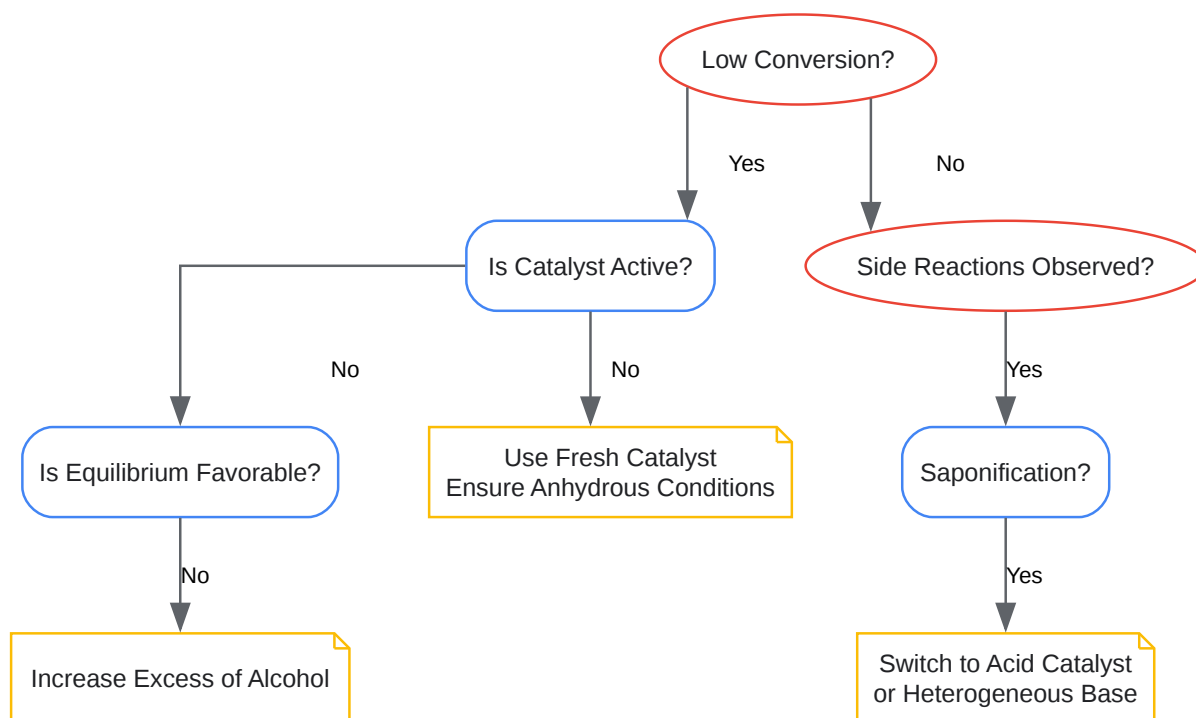 Low Conversion?
Yes
No
Is Catalyst Active?
Side Reactions Observed?
No
No
Yes
Is Equilibrium Favorable?
Use Fresh Catalyst
Ensure Anhydrous Conditions
Saponification?
No
Yes
Increase Excess of Alcohol
Switch to Acid Catalyst
or Heterogeneous Base